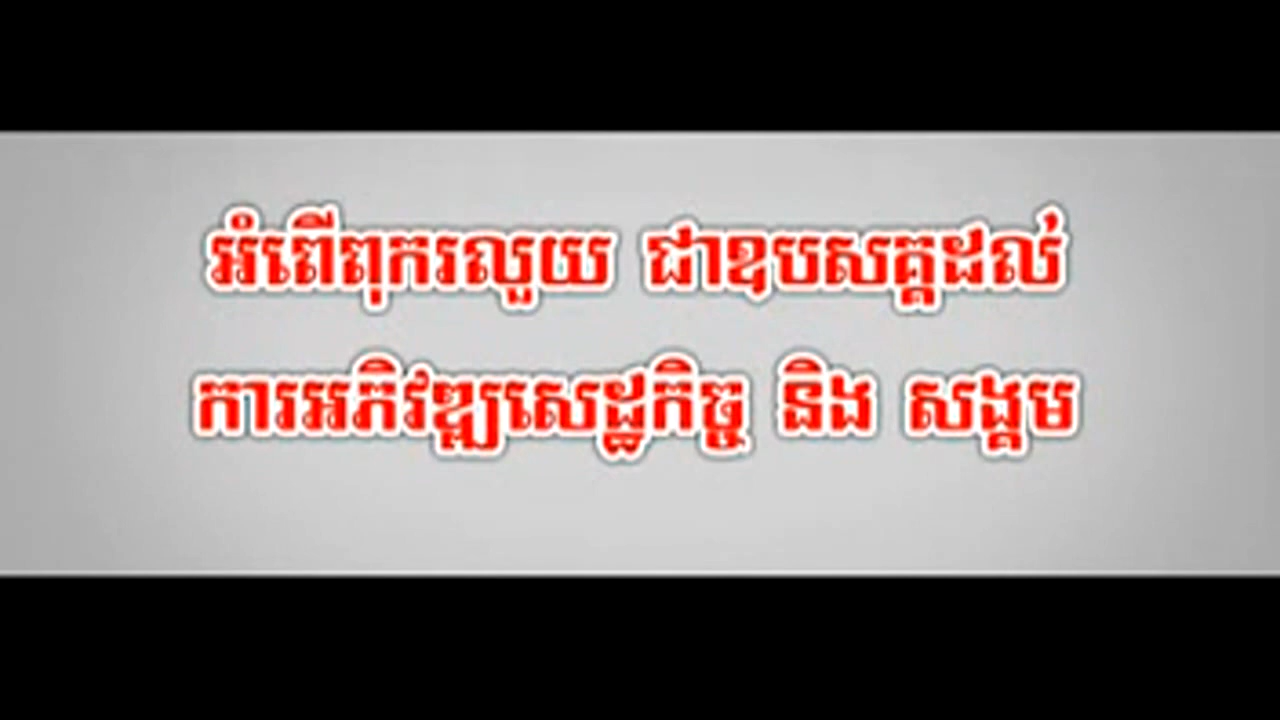 អំពើពុករលួយ ជាឧបសគ្គដល់
ការអភិវឌ្ឍសេដ្ឋកិច្ច និង សង្គម